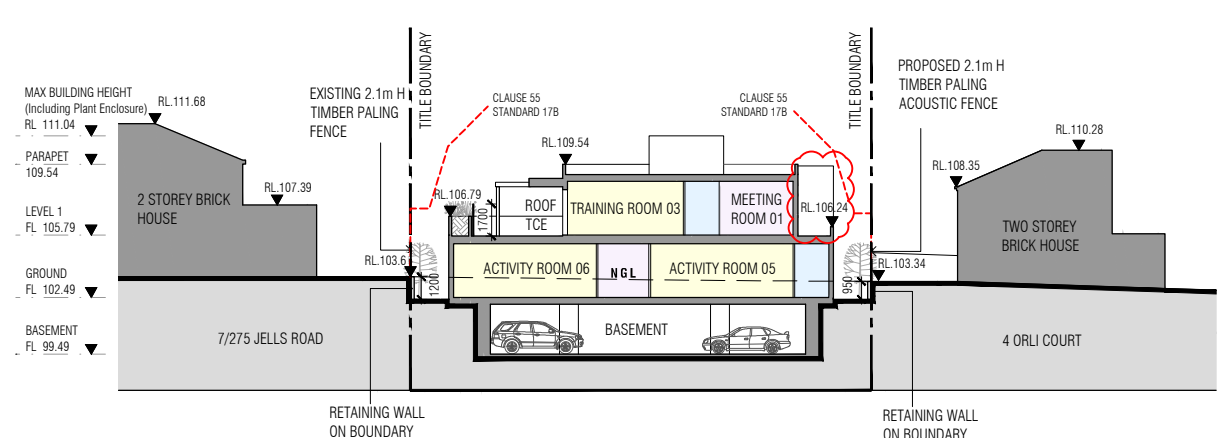 MAX BUILDING HEIGHT
(Including Plant Enclosure)
RL 111.04
PARAPET
109.54
LEVEL 1
FL 105.79
GROUND
FL 102.49
BASEMENT
FL 99.49
RL.111.68
2 STOREY BRICK
HOUSE
RL.107.39
EXISTING 2.1m H
TIMBER PALING
FENCE
TITLE BOUNDARY
CLAUSE 55
STANDARD 17B
RL.109.54
RL.106.79
1700
ROOF
TCE
TRAINING ROOM 03
MEETING
ROOM 01
RL.106.24
CLAUSE 55
STANDARD 17B
TITLE BOUNDARY
PROPOSED 2.1m H
TIMBER PALING
ACOUSTIC FENCE
RL.110.28
RL.108.35
TWO STOREY
BRICK HOUSE
RL.103.6
1200
ACTIVITY ROOM 06
NGL
ACTIVITY ROOM 05
950
RL.103.34
7/275 JELLS ROAD
BASEMENT
4 ORLI COURT
RETAINING WALL
ON BOUNDARY
RETAINING WALL
ON BOUNDARY